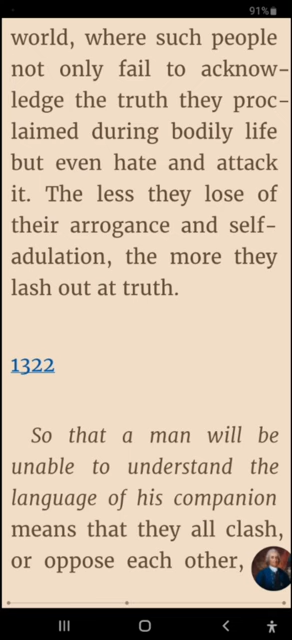 91%
world, where such people
not only fail to acknow-
ledge the truth they proc-
laimed during bodily life
but even hate and attack
it. The less they lose of
their arrogance and self-
adulation, the more they
lash out at truth.
1322
So that a man will be
unable to understand the
language of his companion
means that they all clash,
or oppose each other,